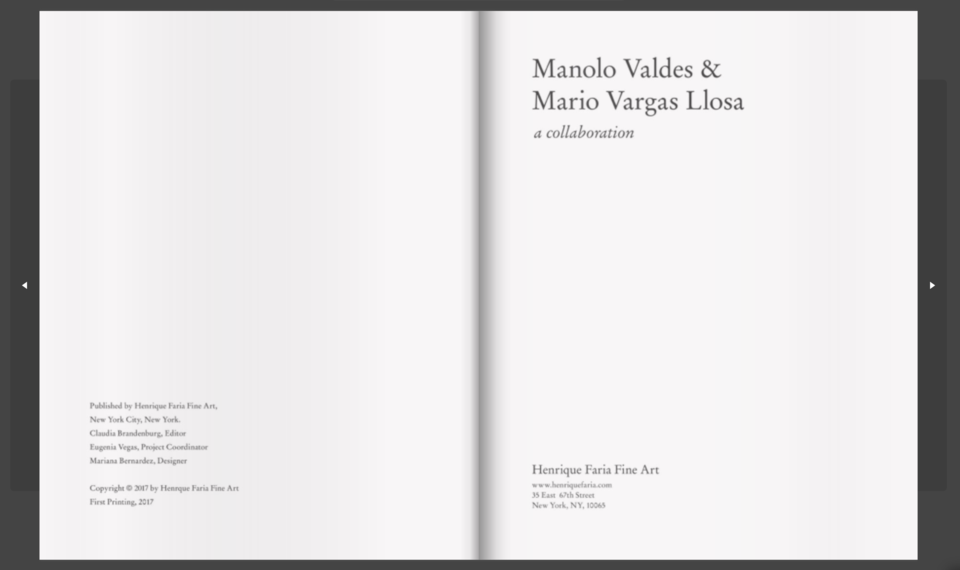 Published by Henrique Faria Fine Art,
New York City, New York.
Claudia Brandenburg, Editor
Eugenia Vegas, Project Coordinator
Mariana Bernardez, Designer
Copyright © 2017 by Henrique Faria Fine Art
First Printing, 2017
Manolo Valdes &
Mario Vargas Llosa
a collaboration
Henrique Faria Fine Art
www.henriquefaria.com
35 East 67th Street
New York, NY, 10065